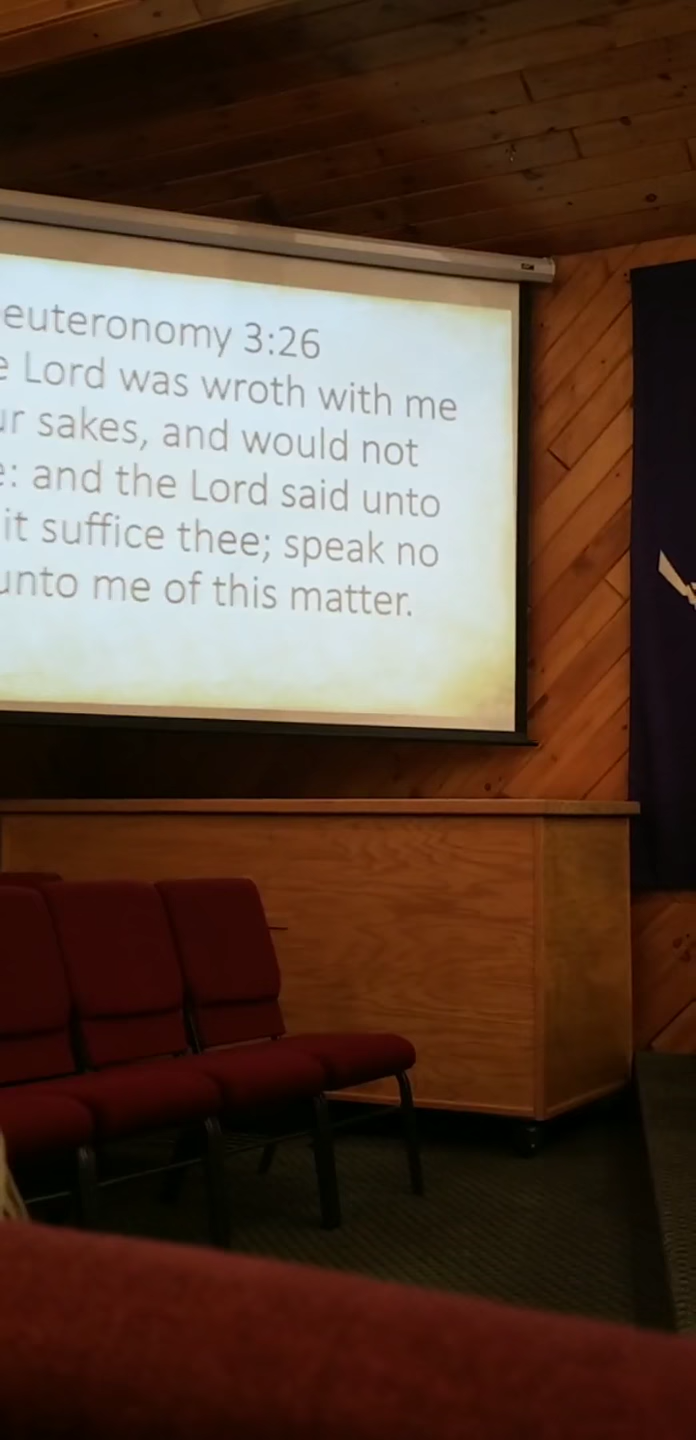 euteronomy 3:26
e Lord was wroth with me
ur sakes, and would not
e: and the Lord said unto
it suffice thee; speak no
unto me of this matter.